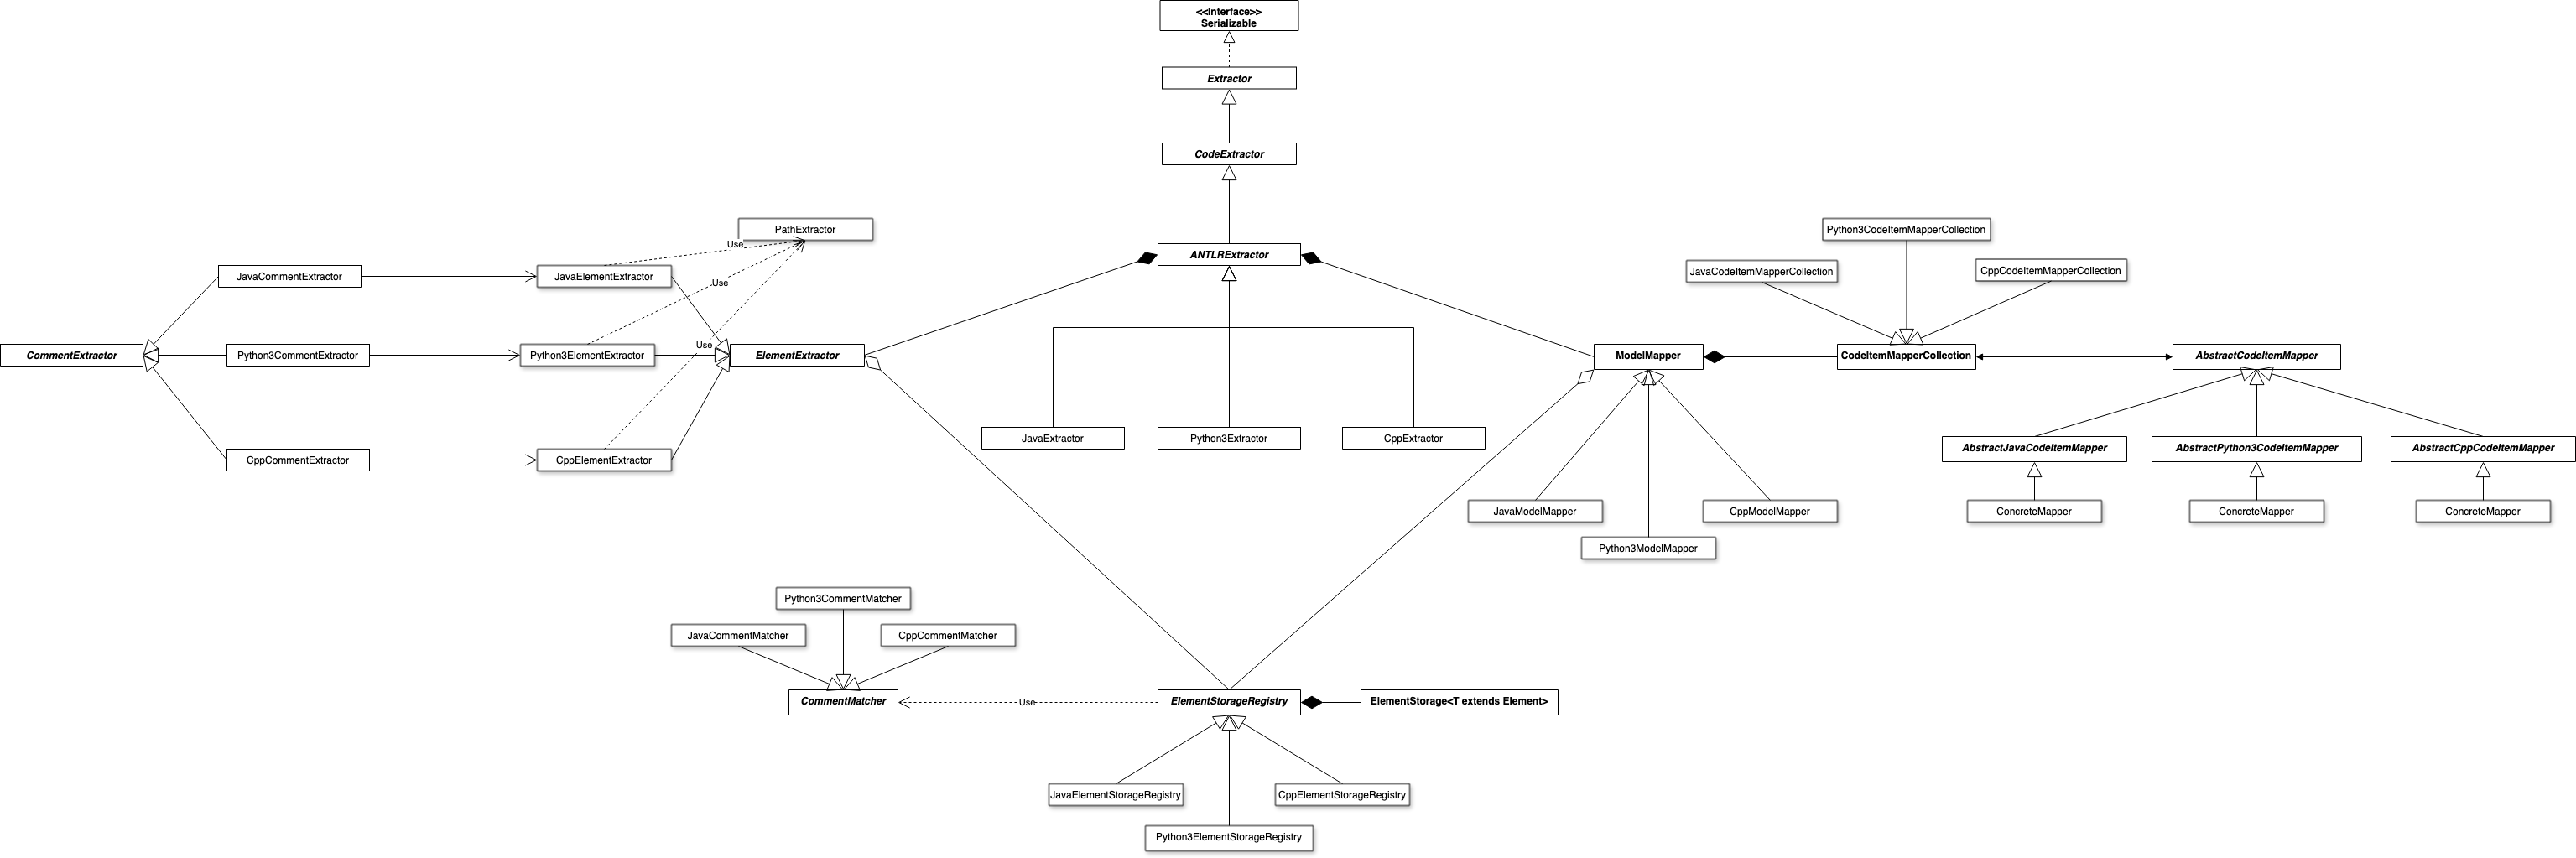 <<Interface>>
Serializable
Extractor
CodeExtractor
PathExtractor
Use
ANTLRExtractor
Python3CodeItemMapperCollection
JavaCodeItemMapperCollection
CppCodeItemMapperCollection
JavaCommentExtractor
JavaElementExtractor
Use
Use
CommentExtractor
Python3CommentExtractor
Python3ElementExtractor
ElementExtractor
ModelMapper
CodeItemMapperCollection
AbstractCodeItemMapper
JavaExtractor
Python3Extractor
CppExtractor
AbstractJavaCodeItemMapper
AbstractPython3CodeItemMapper
AbstractCppCodeItemMapper
CppCommentExtractor
CppElementExtractor
JavaModelMapper
CppModelMapper
ConcreteMapper
ConcreteMapper
ConcreteMapper
Python3ModelMapper
Python3CommentMatcher
JavaCommentMatcher
CppCommentMatcher
CommentMatcher
Use
ElementStorageRegistry
ElementStorage<T extends Element>
JavaElementStorageRegistry
CppElementStorageRegistry
Python3ElementStorageRegistry